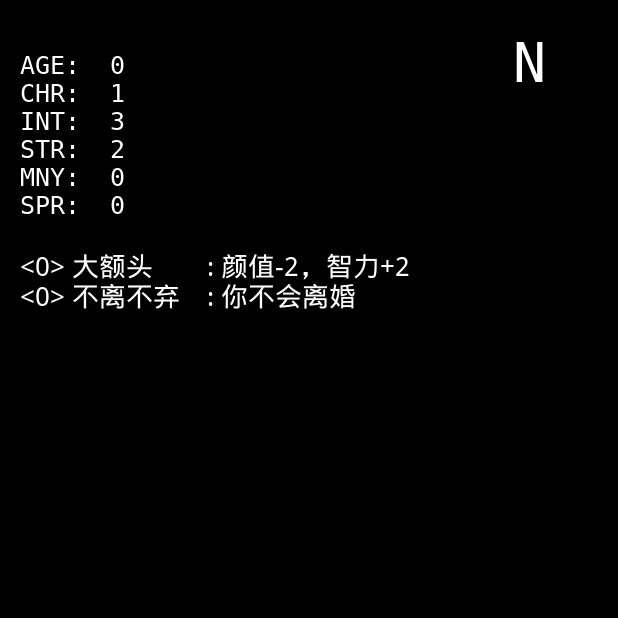 N
AGE: 0
CHR: 1
INT: 3
STR: 2
MNY: 0
SPR: 0
<O> 大额头 : 颜值-2，智力+2
<O> 不离不弃 : 你不会离婚